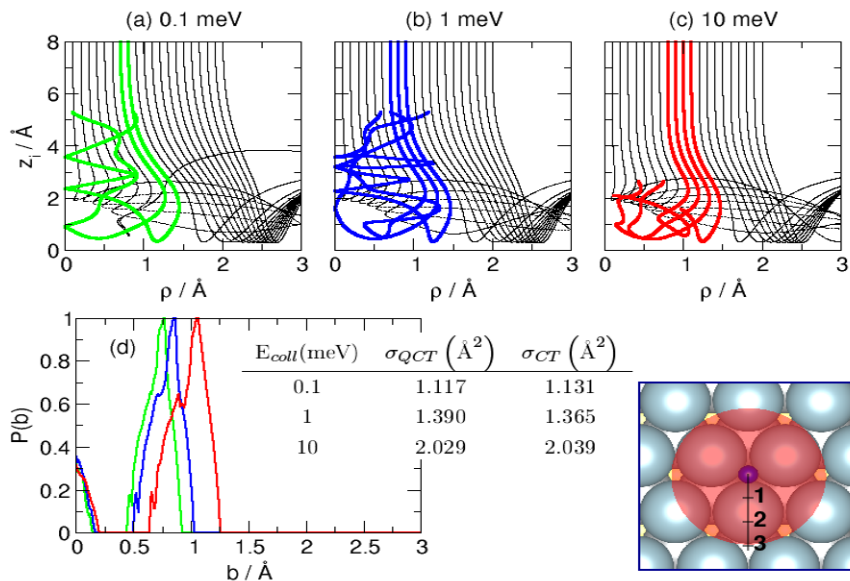 (a) 0.1 meV (b) 1 meV (c) 10 meV
8
6
4
2
0
z_i / Å
0 1 2 3 0 1 2 3 0 1 2 3
ρ / Å ρ / Å ρ / Å
(d)
1
0.8
0.6
0.4
0.2
0
P(b)
0 0.5 1 1.5 2 2.5 3
b / Å
E_coll(meV) σ_QCT (Å²) σ_CT (Å²)
0.1 1.117 1.131
1 1.390 1.365
10 2.029 2.039
1
2
3